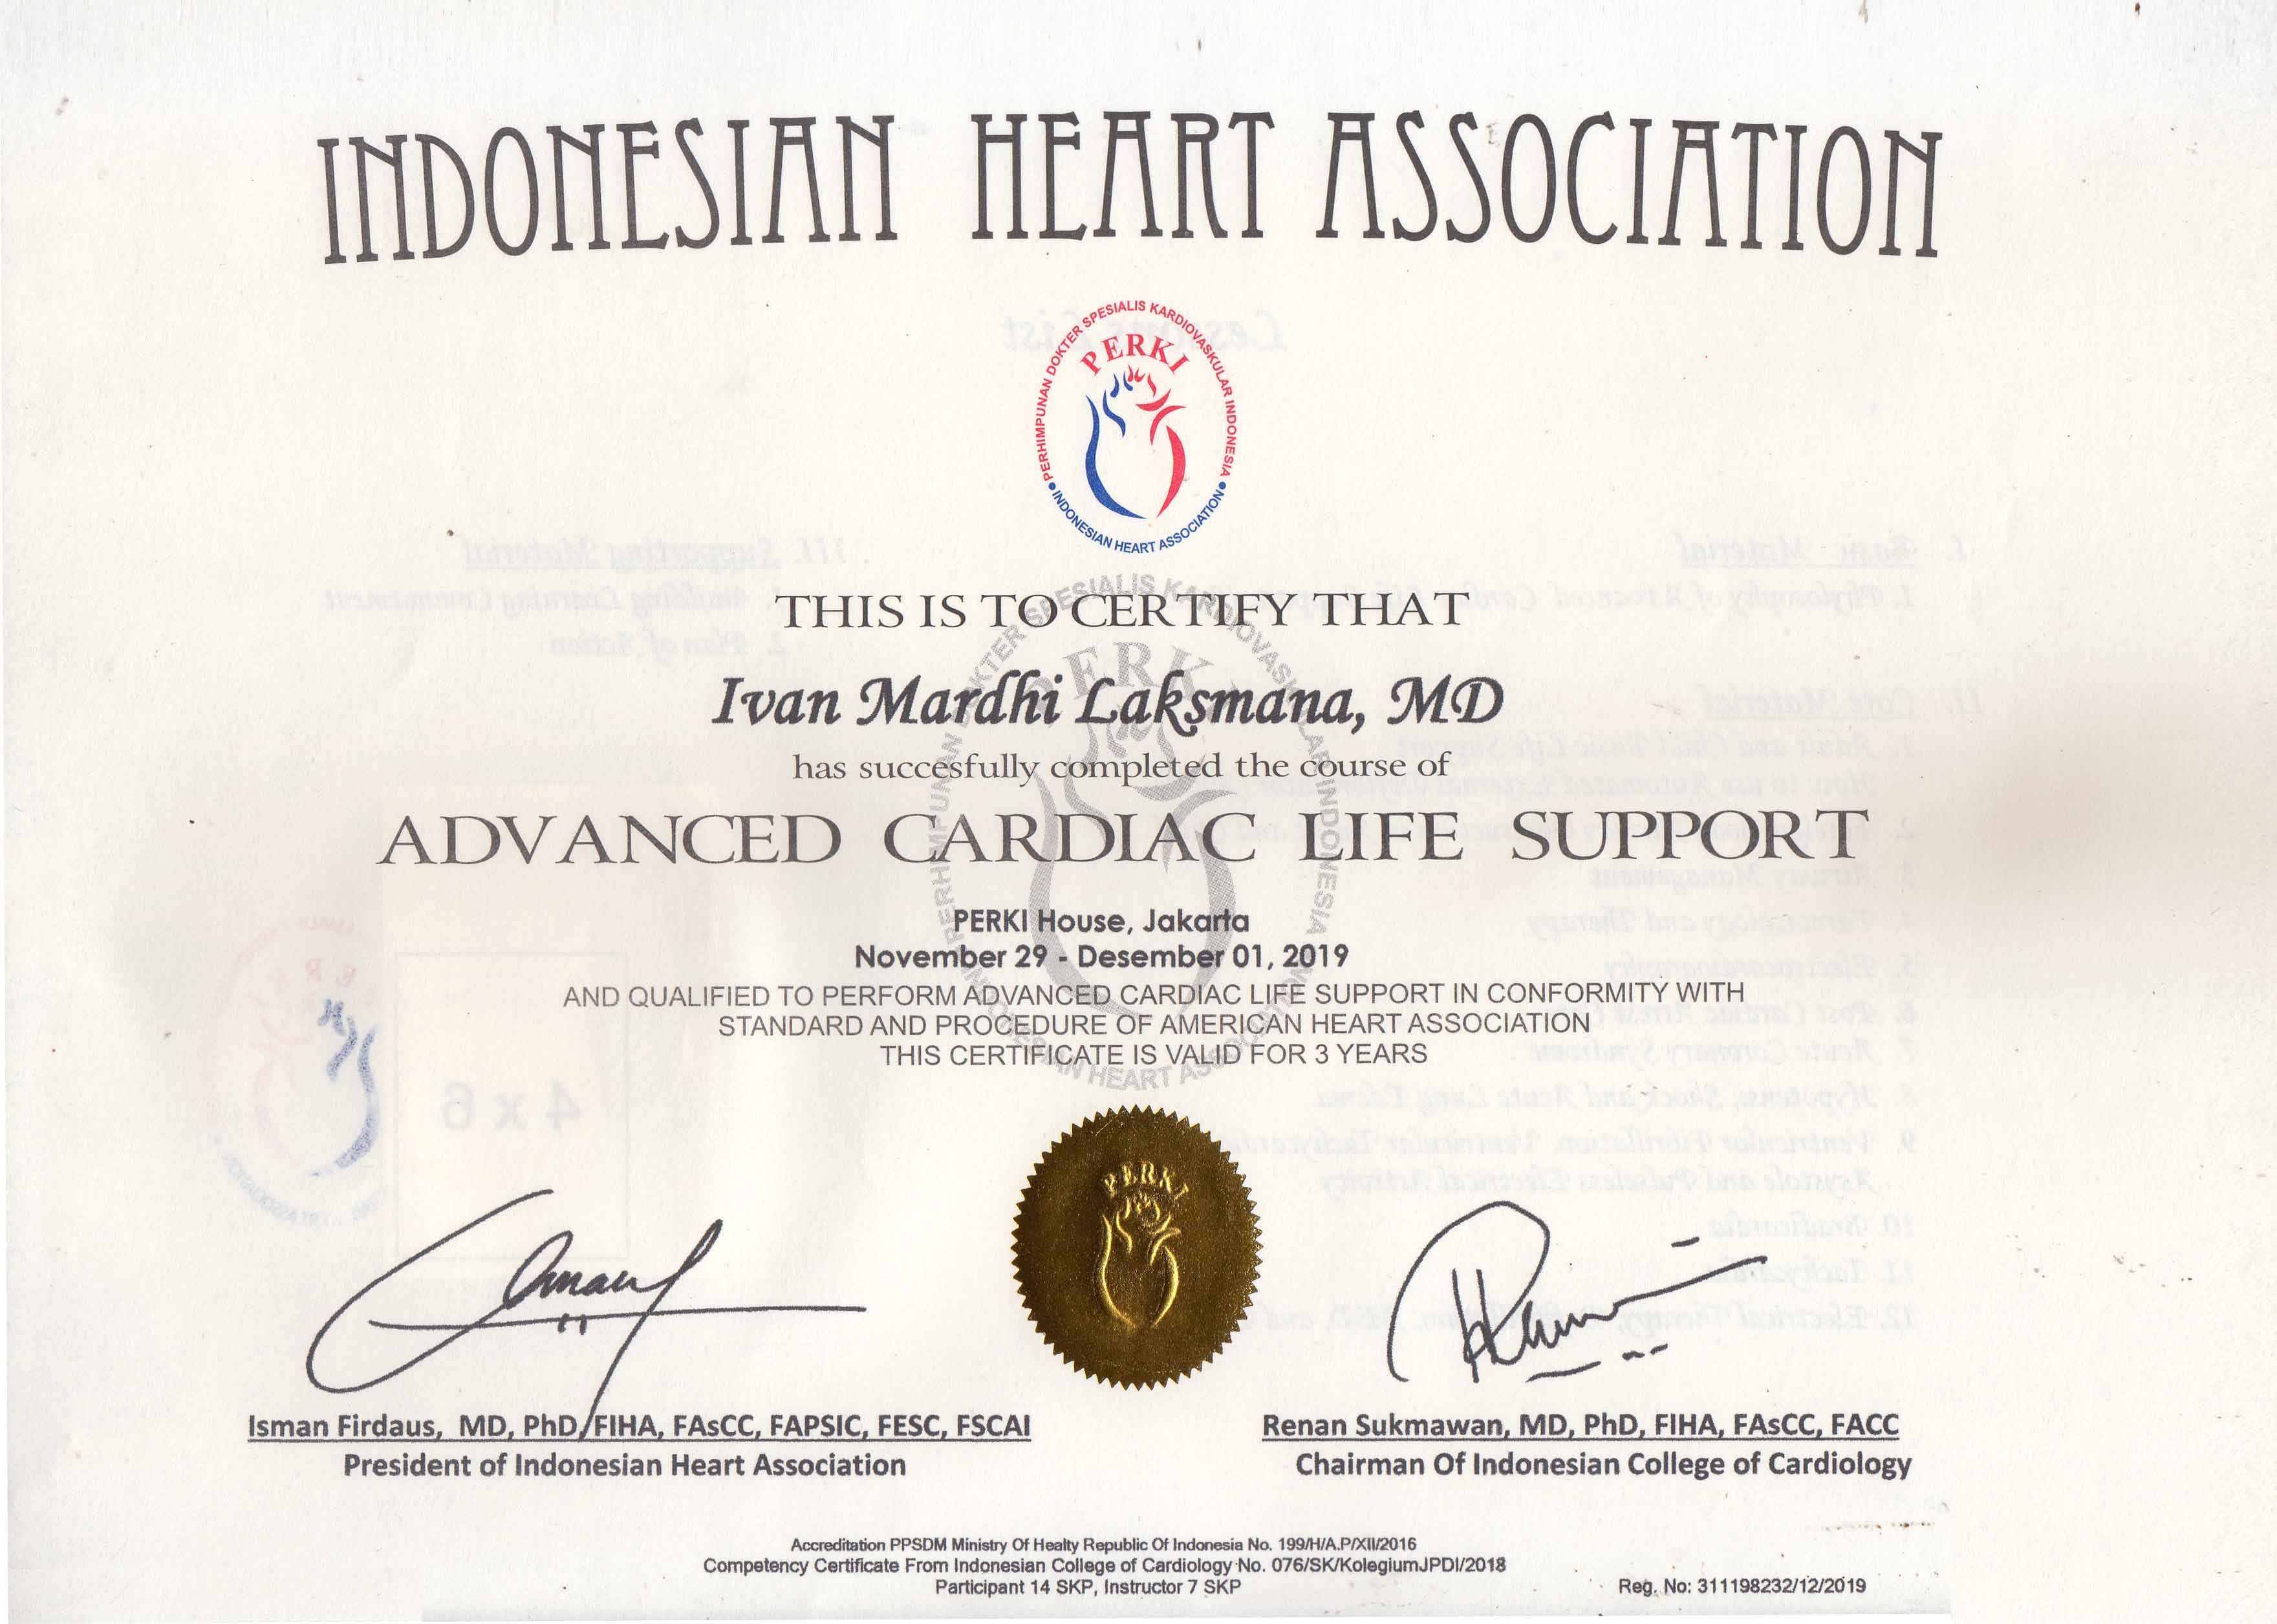 INDONESIAN HEART ASSOCIATION
PERHIMPUNAN DOKTER SPESIALIS KARDIOVASKULAR INDONESIA
PERKI
INDONESIAN HEART ASSOCIATION
THIS IS TO CERTIFY THAT
Ivan Mardhi Laksmana, MD
has succesfully completed the course of
ADVANCED CARDIAC LIFE SUPPORT
PERKI House, Jakarta
November 29 - Desember 01, 2019
AND QUALIFIED TO PERFORM ADVANCED CARDIAC LIFE SUPPORT IN CONFORMITY WITH
STANDARD AND PROCEDURE OF AMERICAN HEART ASSOCIATION
THIS CERTIFICATE IS VALID FOR 3 YEARS
PERKI
Isman Firdaus, MD, PhD, FIHA, FAsCC, FAPSIC, FESC, FSCAI
President of Indonesian Heart Association
Renan Sukmawan, MD, PhD, FIHA, FAsCC, FACC
Chairman Of Indonesian College of Cardiology
Accreditation PPSDM Ministry Of Healty Republic Of Indonesia No. 199/H/A.P/XII/2016
Competency Certificate From Indonesian College of Cardiology No. 076/SK/KolegiumJPDI/2018
Participant 14 SKP, Instructor 7 SKP
Reg. No: 311198232/12/2019